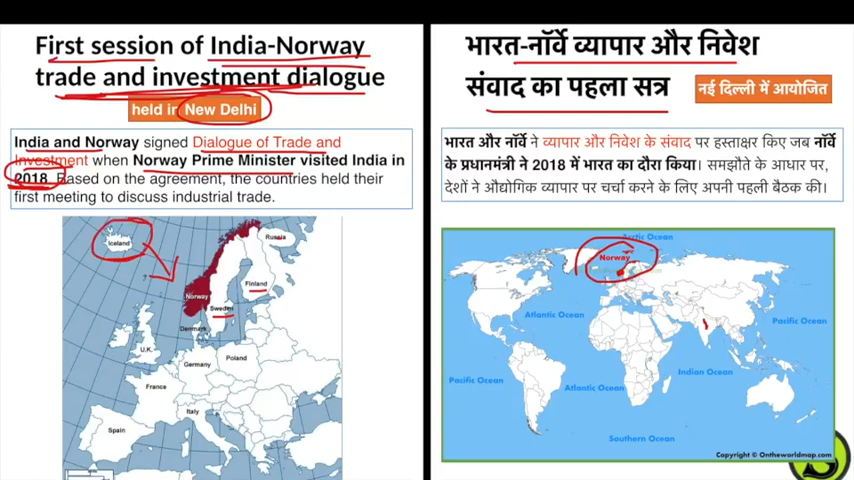 First session of India-Norway
trade and investment dialogue
held in New Delhi
India and Norway signed Dialogue of Trade and
Investment when Norway Prime Minister visited India in
2018. Based on the agreement, the countries held their
first meeting to discuss industrial trade.
Iceland
Russia
Finland
Norway
Sweden
Denmark
U.K.
Poland
Germany
France
Italy
Spain
भारत-नॉर्वे व्यापार और निवेश
संवाद का पहला सत्र
नई दिल्ली में आयोजित
भारत और नॉर्वे ने व्यापार और निवेश के संवाद पर हस्ताक्षर किए जब नॉर्वे
के प्रधानमंत्री ने 2018 में भारत का दौरा किया। समझौते के आधार पर,
देशों ने औद्योगिक व्यापार पर चर्चा करने के लिए अपनी पहली बैठक की।
Arctic Ocean
Norway
Atlantic Ocean
Pacific Ocean
Indian Ocean
Pacific Ocean
Atlantic Ocean
Southern Ocean
Copyright © Ontheworldmap.com